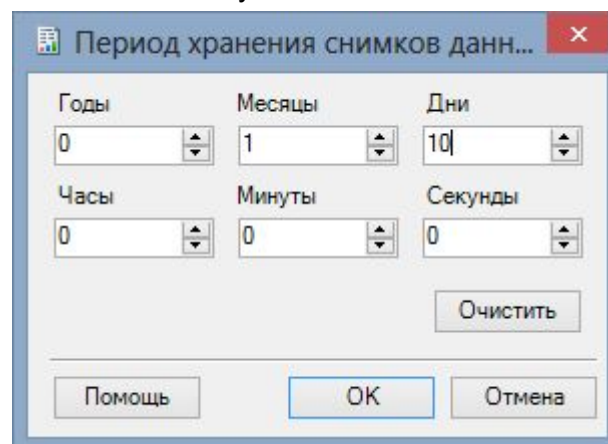 Период хранения снимков данн...
Годы Месяцы Дни
0 1 10
Часы Минуты Секунды
0 0 0
Очистить
Помощь OK Отмена